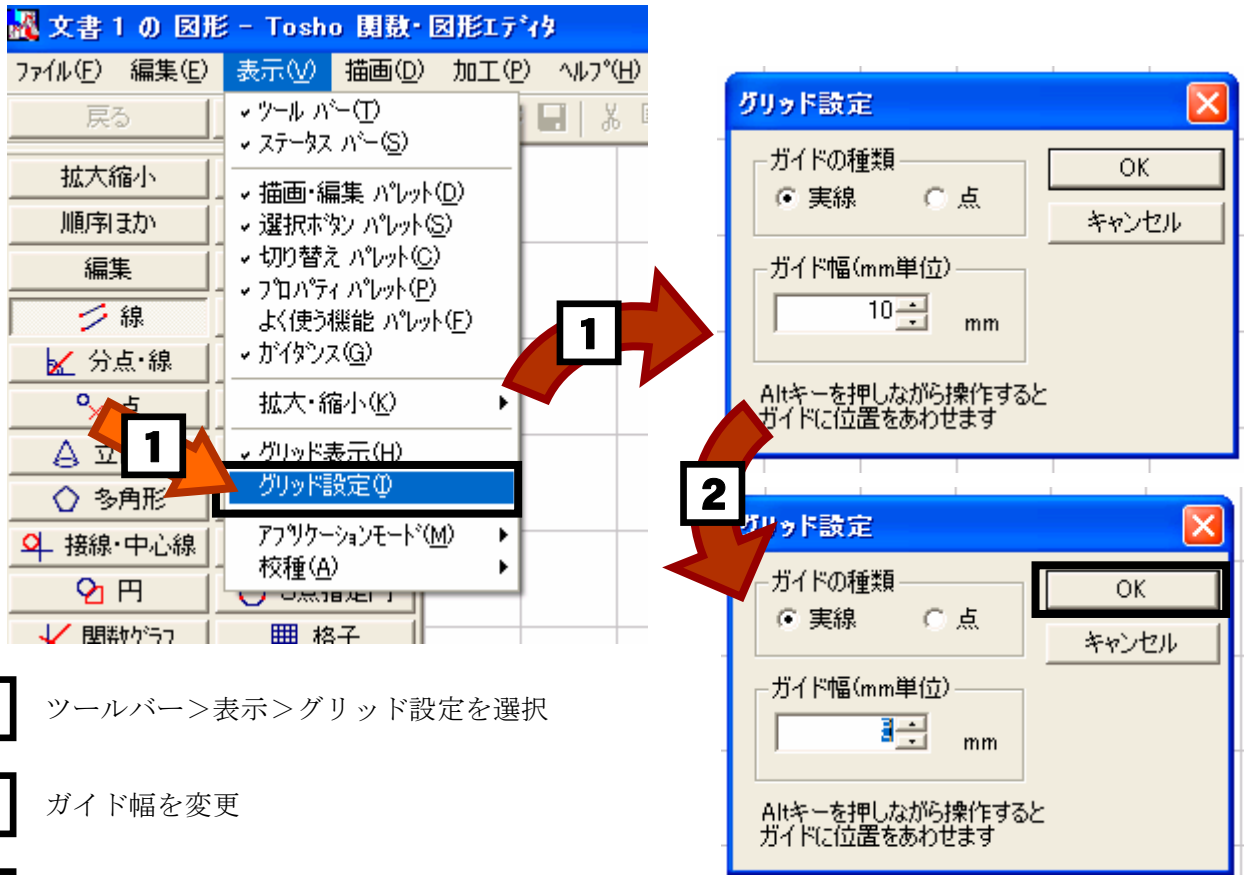 文書 1 の 図形 - Tosho 関数・図形ｴﾃﾞｨﾀ
ﾌｧｲﾙ(F) 編集(E) 表示(V) 描画(D) 加工(P) ﾍﾙﾌﾟ(H)
戻る
拡大縮小
順序ほか
編集
線
分点・線
点
立
多角形
接線・中心線
円
関数ｸﾞﾗﾌ
ﾂｰﾙ ﾊﾞｰ(T)
ｽﾃｰﾀｽ ﾊﾞｰ(S)
描画・編集 ﾊﾟﾚｯﾄ(D)
選択ﾎﾞﾀﾝ ﾊﾟﾚｯﾄ(S)
切り替え ﾊﾟﾚｯﾄ(C)
ﾌﾟﾛﾊﾟﾃｨ ﾊﾟﾚｯﾄ(P)
よく使う機能 ﾊﾟﾚｯﾄ(F)
ｶﾞｲﾀﾞﾝｽ(G)
拡大・縮小(K)
ｸﾞﾘｯﾄﾞ表示(H)
ｸﾞﾘｯﾄﾞ設定(I)
ｱﾌﾟﾘｹｰｼｮﾝﾓｰﾄﾞ(M)
校種(A)
3点指定円
格子
1
1
グリッド設定
ガイドの種類
実線 点
OK
キャンセル
ガイド幅(mm単位)
10 mm
Altキーを押しながら操作すると
ガイドに位置をあわせます
2
グリッド設定
ガイドの種類
実線 点
OK
キャンセル
ガイド幅(mm単位)
mm
Altキーを押しながら操作すると
ガイドに位置をあわせます
ツールバー＞表示＞グリッド設定を選択
ガイド幅を変更